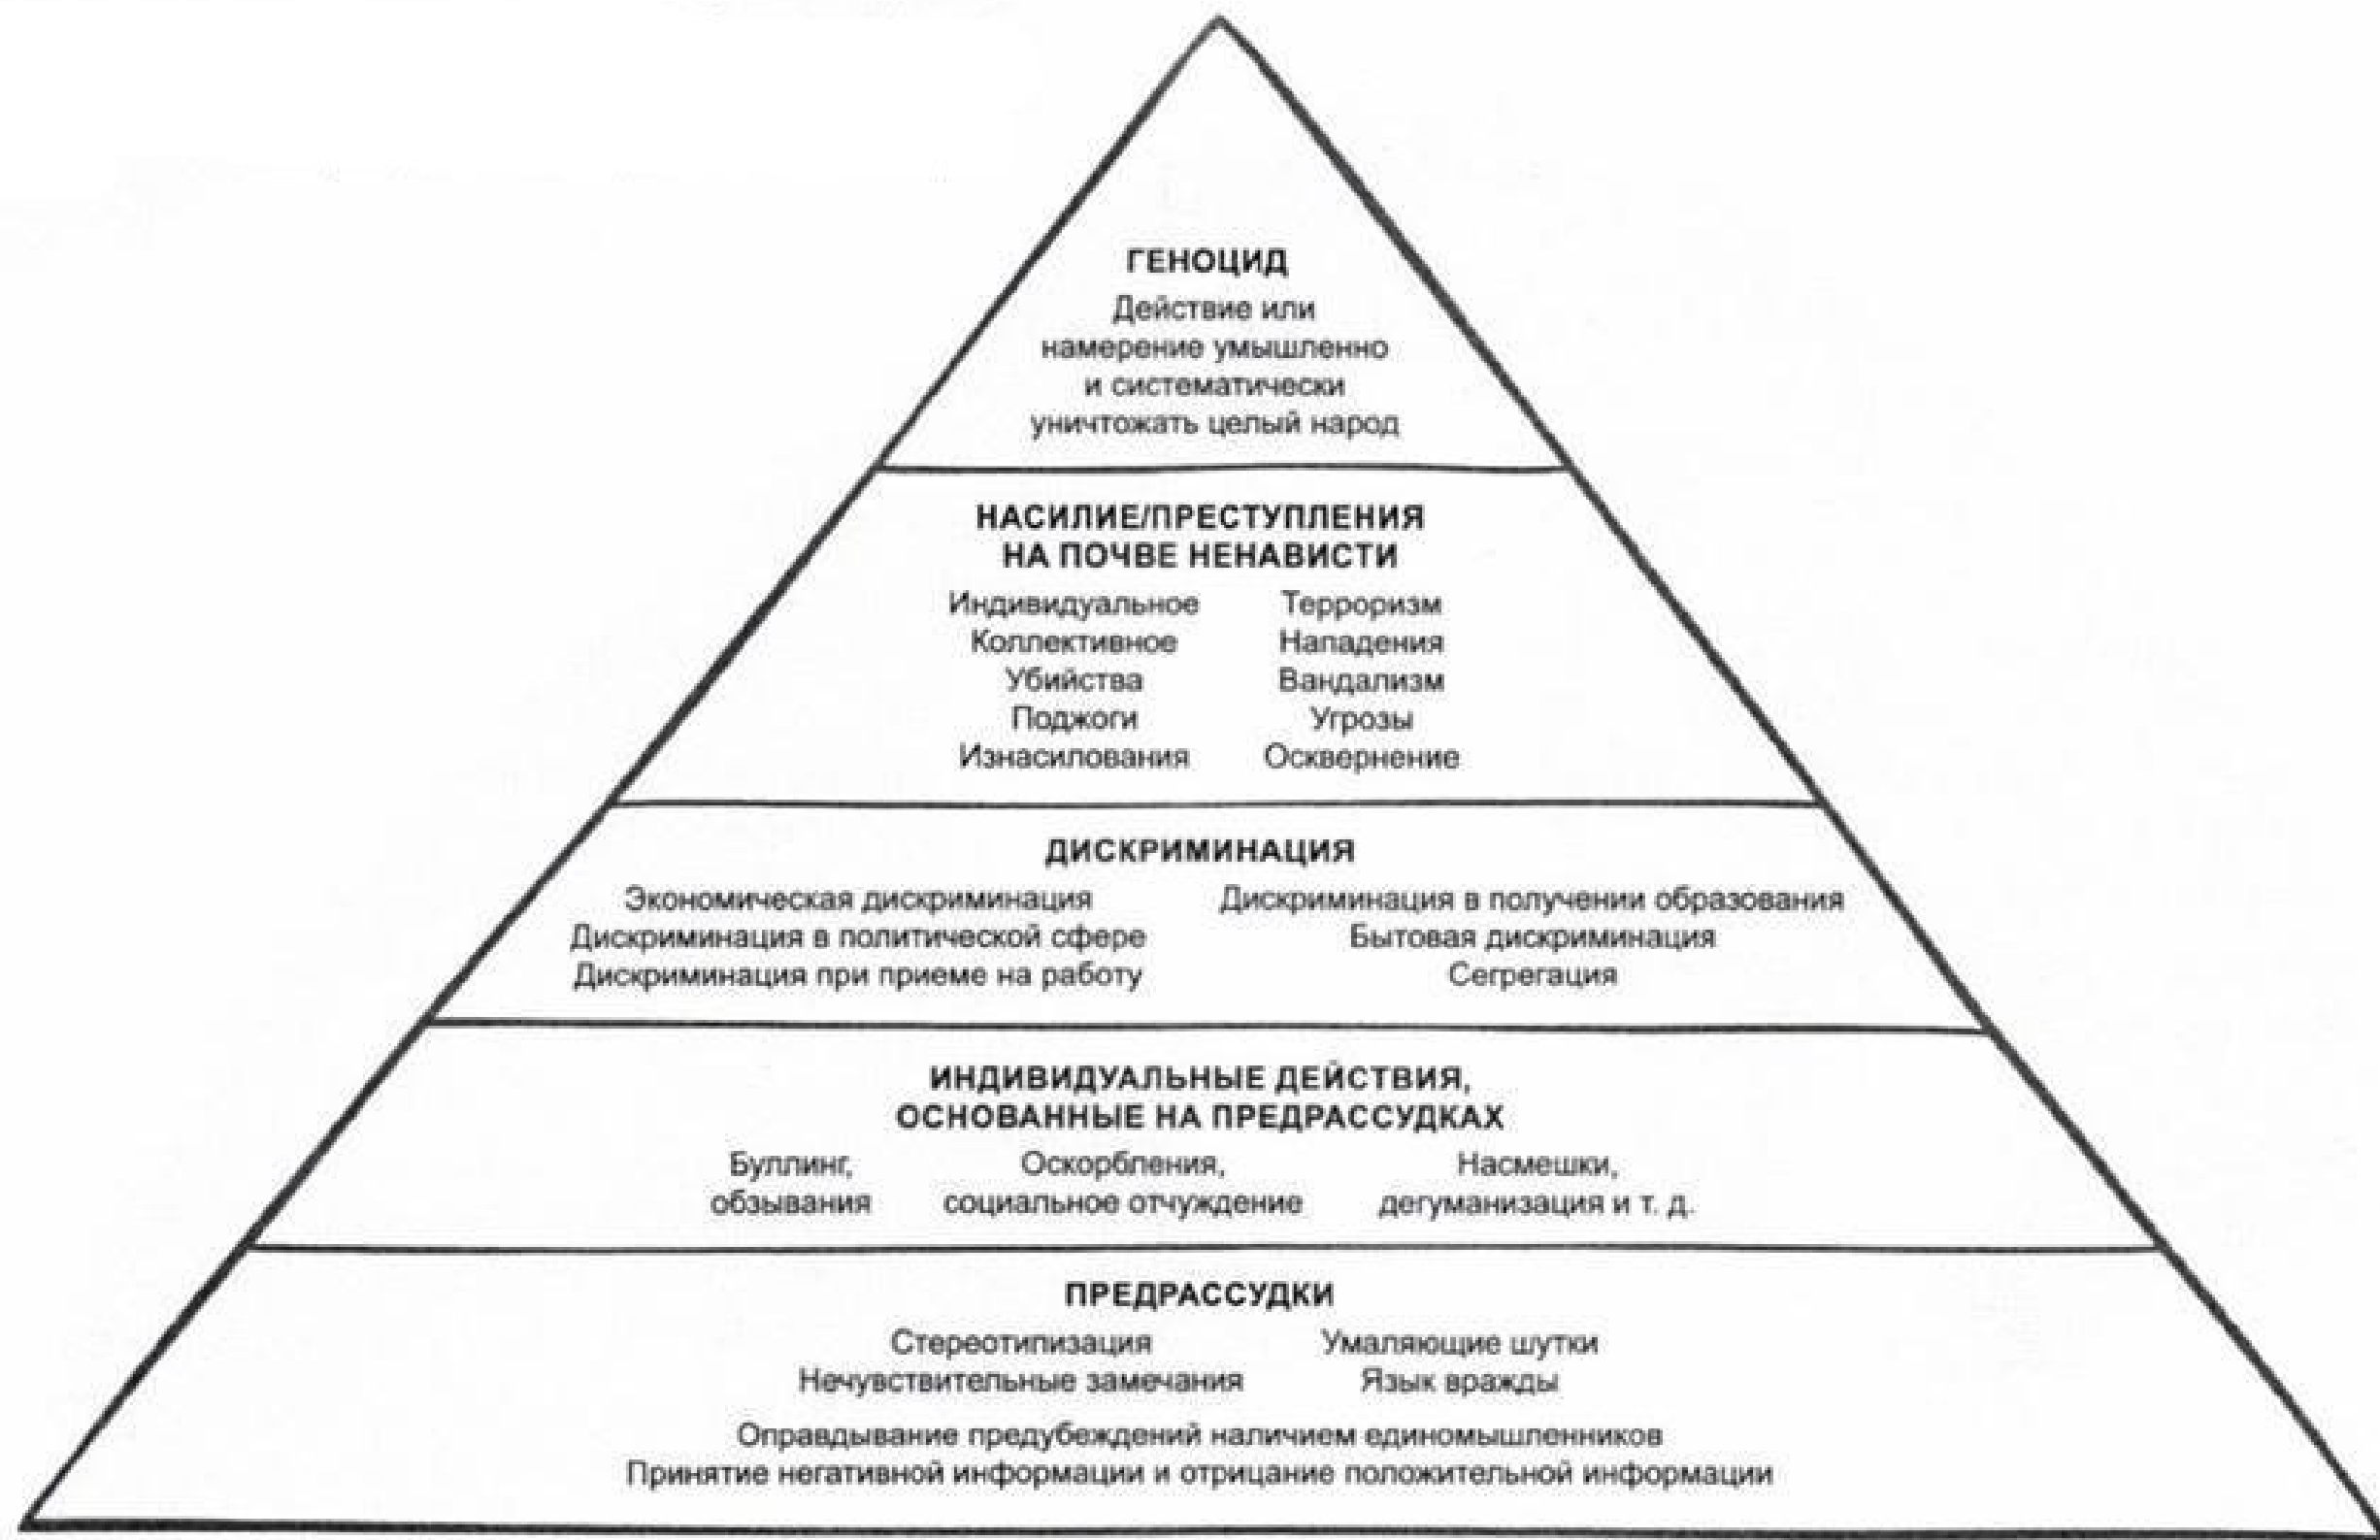 ГЕНОЦИД
Действие или
намерение умышленно
и систематически
уничтожать целый народ
НАСИЛИЕ/ПРЕСТУПЛЕНИЯ
НА ПОЧВЕ НЕНАВИСТИ
Индивидуальное Терроризм
Коллективное Нападения
Убийства Вандализм
Поджоги Угрозы
Изнасилования Осквернение
ДИСКРИМИНАЦИЯ
Экономическая дискриминация Дискриминация в получении образования
Дискриминация в политической сфере Бытовая дискриминация
Дискриминация при приеме на работу Сегрегация
ИНДИВИДУАЛЬНЫЕ ДЕЙСТВИЯ,
ОСНОВАННЫЕ НА ПРЕДРАССУДКАХ
Буллинг, Оскорбления, Насмешки,
обзывания социальное отчуждение дегуманизация и т. д.
ПРЕДРАССУДКИ
Стереотипизация Умаляющие шутки
Нечувствительные замечания Язык вражды
Оправдывание предубеждений наличием единомышленников
Принятие негативной информации и отрицание положительной информации